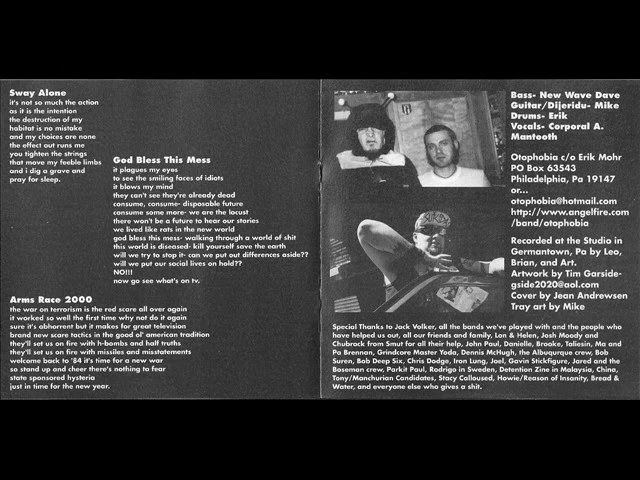 Sway Alone
it's not so much the action
as it is the intention
the destruction of my
habitat is no mistake
and my choices are none
the effect out runs me
you tighten the strings
that move my feeble limbs
and i dig a grave and
pray for sleep.
God Bless This Mess
it plagues my eyes
to see the smiling faces of idiots
it blows my mind
they can't see they're already dead
consume, consume- disposable future
consume some more- we are the locust
there won't be a future to hear our stories
we lived like rats in the new world
god bless this mess- walking through a world of shit
this world is diseased- kill yourself save the earth
will we try to stop it- can we put out differences aside??
will we put our social lives on hold??
NO!!!
now go see what's on tv.
Arms Race 2000
the war on terrorism is the red scare all over again
it worked so well the first time why not do it again
sure it's abhorrent but it makes for great television
brand new scare tactics in the good ol' american tradition
they'll set us on fire with h-bombs and half truths
they'll set us on fire with missiles and misstatements
welcome back to '84 it's time for a new war
so stand up and cheer there's nothing to fear
state sponsored hysteria
just in time for the new year.
Bass- New Wave Dave
Guitar/Dijeridu- Mike
Drums- Erik
Vocals- Corporal A.
Mantooth
Otophobia c/o Erik Mohr
PO Box 63543
Philadelphia, Pa 19147
or...
otophobia@hotmail.com
http://www.angelfire.com
/band/otophobia
Recorded at the Studio in
Germantown, Pa by Leo,
Brian, and Art.
Artwork by Tim Garside-
gside2020@aol.com
Cover by Jean Andrewsen
Tray art by Mike
Special Thanks to Jack Volker, all the bands we've played with and the people who
have helped us out, all our friends and family, Lon & Helen, Josh Moody and
Chubrock from Smut for all their help, John Paul, Danielle, Brooke, Taliesin, Ma and
Pa Brennan, Grindcore Master Yoda, Dennis McHugh, the Albuqurque crew, Bob
Suren, Bob Deep Six, Chris Dodge, Iron Lung, Joel, Gavin Stickfigure, Jared and the
Boseman crew, Parkit Paul, Rodrigo in Sweden, Detention Zine in Malaysia, China,
Tony/Manchurian Candidates, Stacy Calloused, Howie/Reason of Insanity, Bread &
Water, and everyone else who gives a shit.